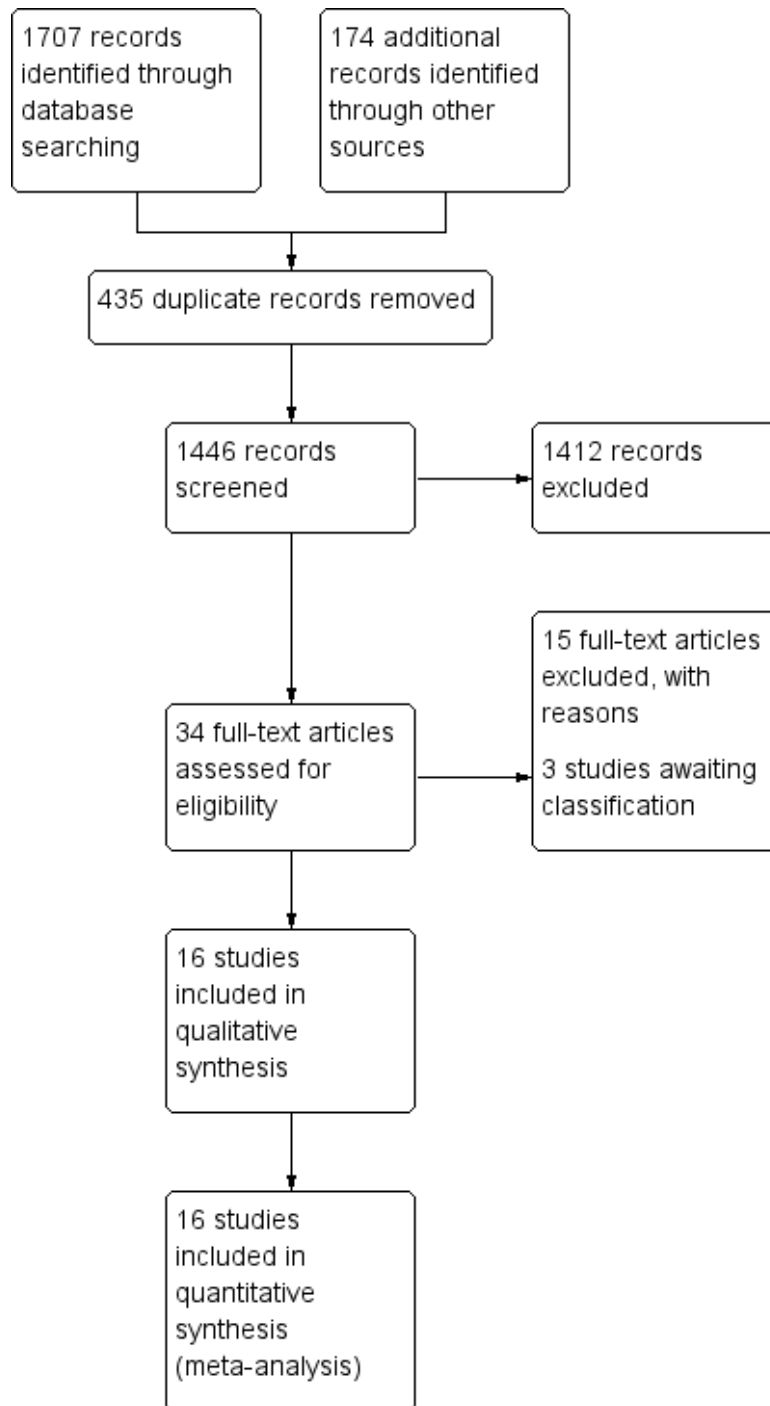 1707 records
identified through
database
searching
174 additional
records identified
through other
sources
435 duplicate records removed
1446 records
screened
1412 records
excluded
34 full-text articles
assessed for
eligibility
15 full-text articles
excluded, with
reasons
3 studies awaiting
classification
16 studies
included in
qualitative
synthesis
16 studies
included in
quantitative
synthesis
(meta-analysis)